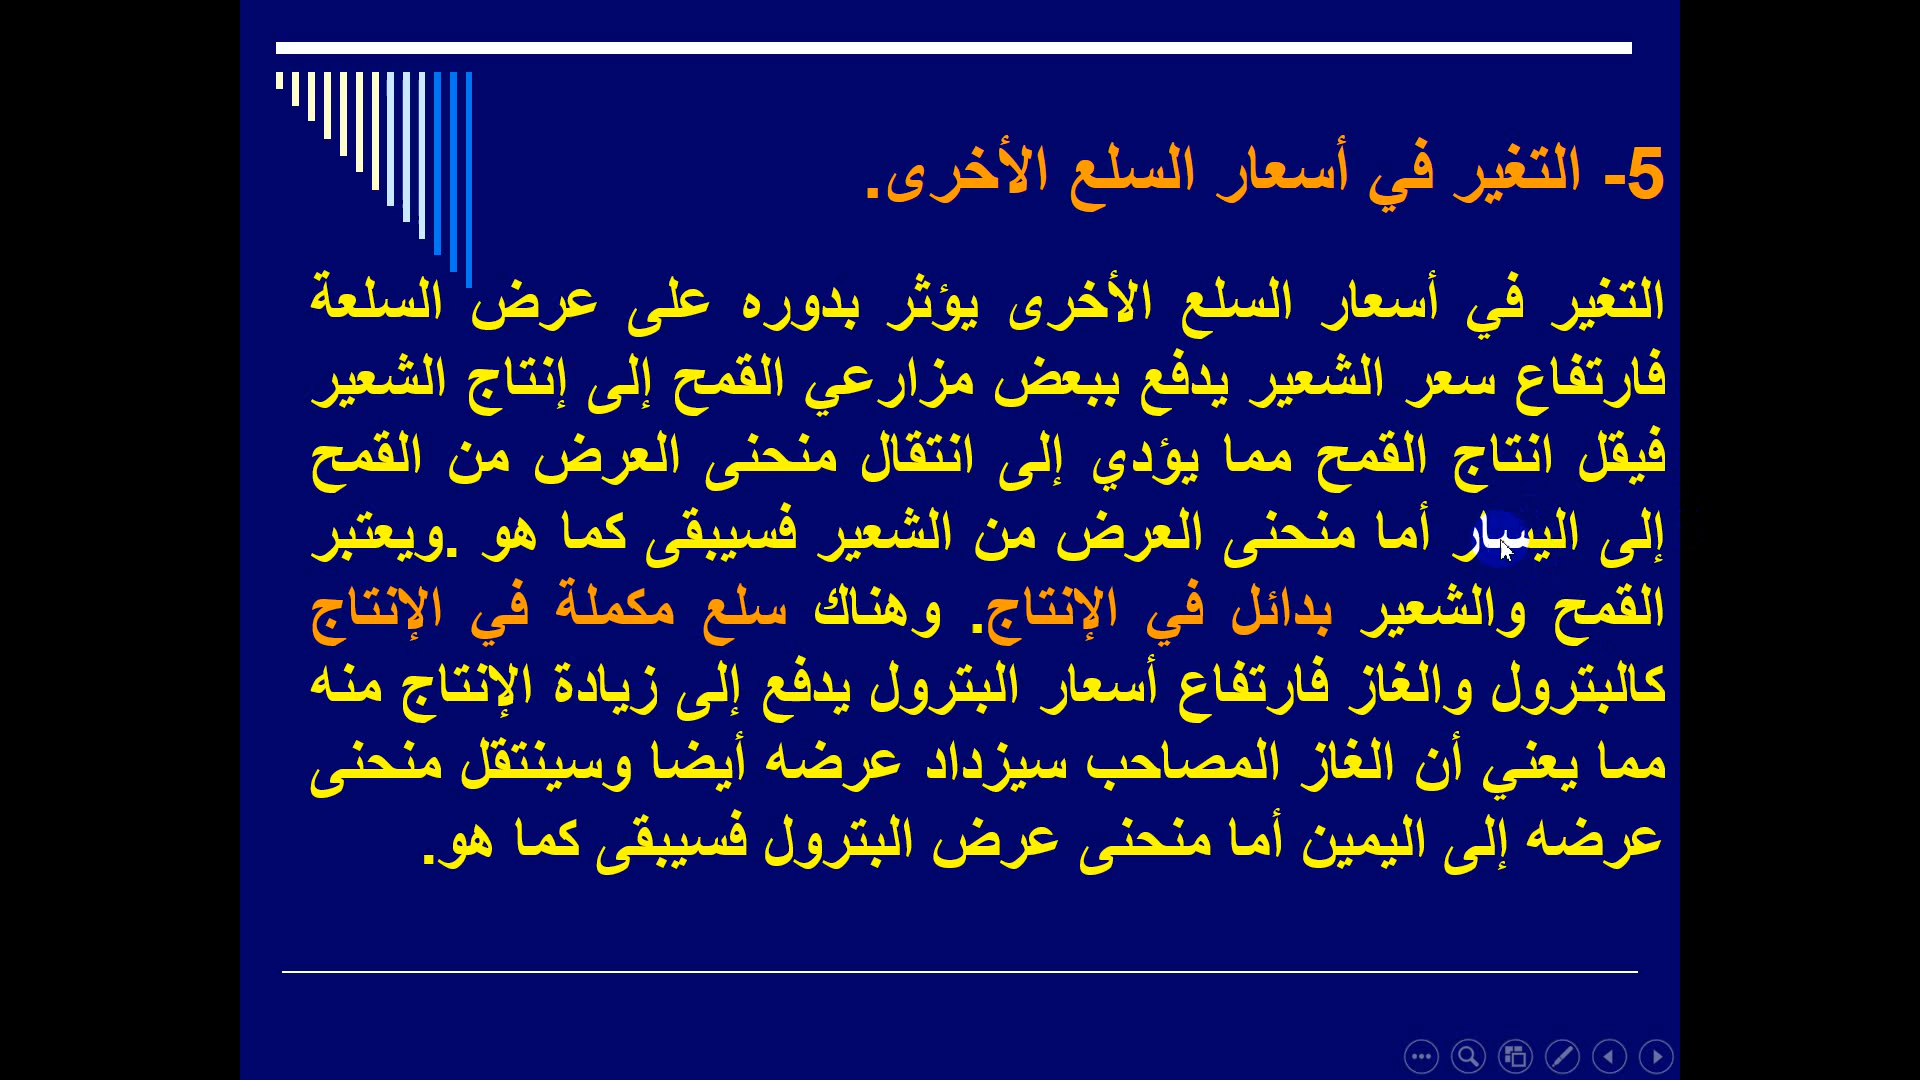 5- التغير في أسعار السلع الأخرى.
التغير في أسعار السلع الأخرى يؤثر بدوره على عرض السلعة
فارتفاع سعر الشعير يدفع ببعض مزارعي القمح إلى إنتاج الشعير
فيقل انتاج القمح مما يؤدي إلى انتقال منحنى العرض من القمح
إلى اليسار أما منحنى العرض من الشعير فسيبقى كما هو .ويعتبر
القمح والشعير بدائل في الإنتاج. وهناك سلع مكملة في الإنتاج
كالبترول والغاز فارتفاع أسعار البترول يدفع إلى زيادة الإنتاج منه
مما يعني أن الغاز المصاحب سيزداد عرضه أيضا وسينتقل منحنى
عرضه إلى اليمين أما منحنى عرض البترول فسيبقى كما هو.